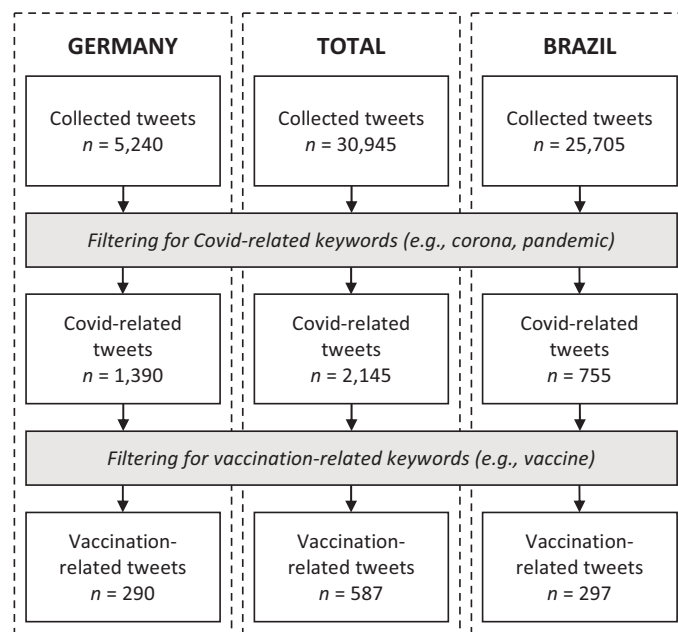 GERMANY
TOTAL
BRAZIL
Collected tweets
n = 5,240
Collected tweets
n = 30,945
Collected tweets
n = 25,705
Filtering for Covid-related keywords (e.g., corona, pandemic)
Covid-related
tweets
n = 1,390
Covid-related
tweets
n = 2,145
Covid-related
tweets
n = 755
Filtering for vaccination-related keywords (e.g., vaccine)
Vaccination-
related tweets
n = 290
Vaccination-
related tweets
n = 587
Vaccination-
related tweets
n = 297